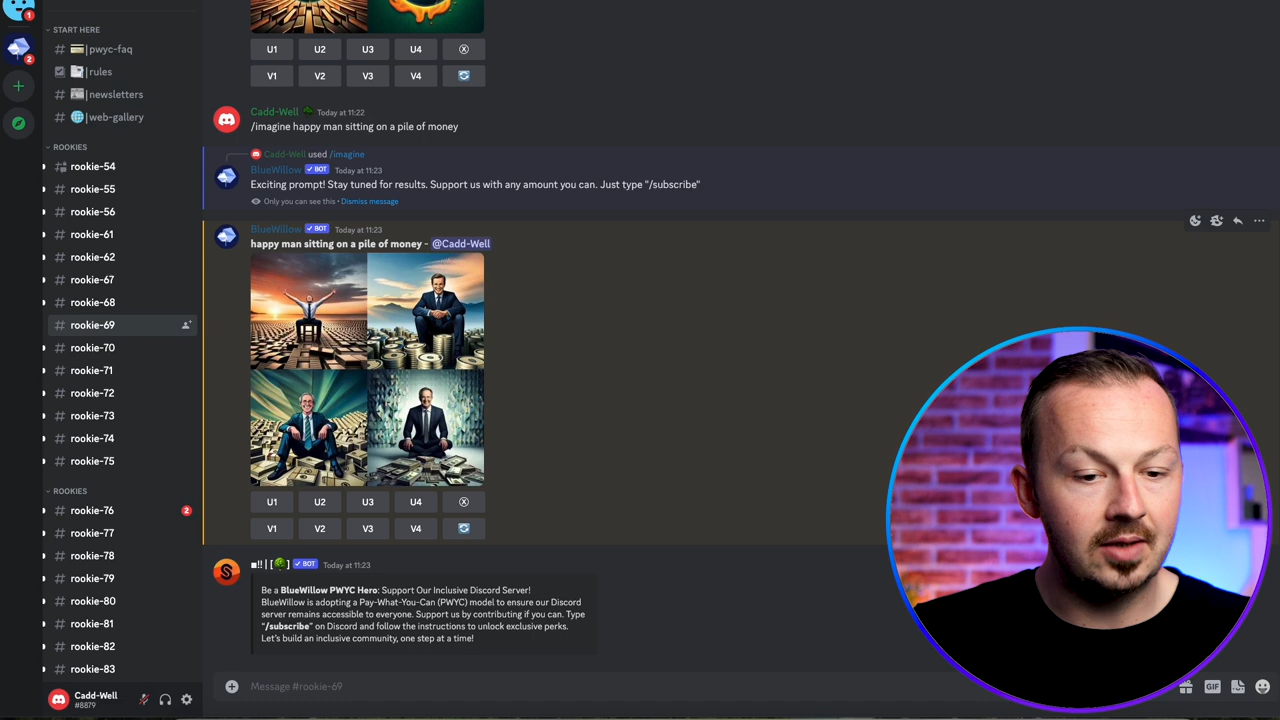 1
2
START HERE
# |pwyc-faq
|rules
# |newsletters
# |web-gallery
ROOKIES
rookie-54
# rookie-55
# rookie-56
# rookie-61
# rookie-62
# rookie-67
# rookie-68
# rookie-69
# rookie-70
# rookie-71
# rookie-72
# rookie-73
# rookie-74
# rookie-75
ROOKIES
# rookie-76 2
# rookie-77
# rookie-78
# rookie-79
# rookie-80
# rookie-81
# rookie-82
# rookie-83
Cadd-Well
#8879
U1 U2 U3 U4
V1 V2 V3 V4
Cadd-Well Today at 11:22
/imagine happy man sitting on a pile of money
Cadd-Well used /imagine
BlueWillow ✓ BOT Today at 11:23
Exciting prompt! Stay tuned for results. Support us with any amount you can. Just type "/subscribe"
Only you can see this • Dismiss message
BlueWillow ✓ BOT Today at 11:23
happy man sitting on a pile of money - @Cadd-Well
U1 U2 U3 U4
V1 V2 V3 V4
■!! | [🌳] ✓ BOT Today at 11:23
Be a BlueWillow PWYC Hero: Support Our Inclusive Discord Server!
BlueWillow is adopting a Pay-What-You-Can (PWYC) model to ensure our Discord
server remains accessible to everyone. Support us by contributing if you can. Type
“/subscribe” on Discord and follow the instructions to unlock exclusive perks.
Let's build an inclusive community, one step at a time!
Message #rookie-69
GIF